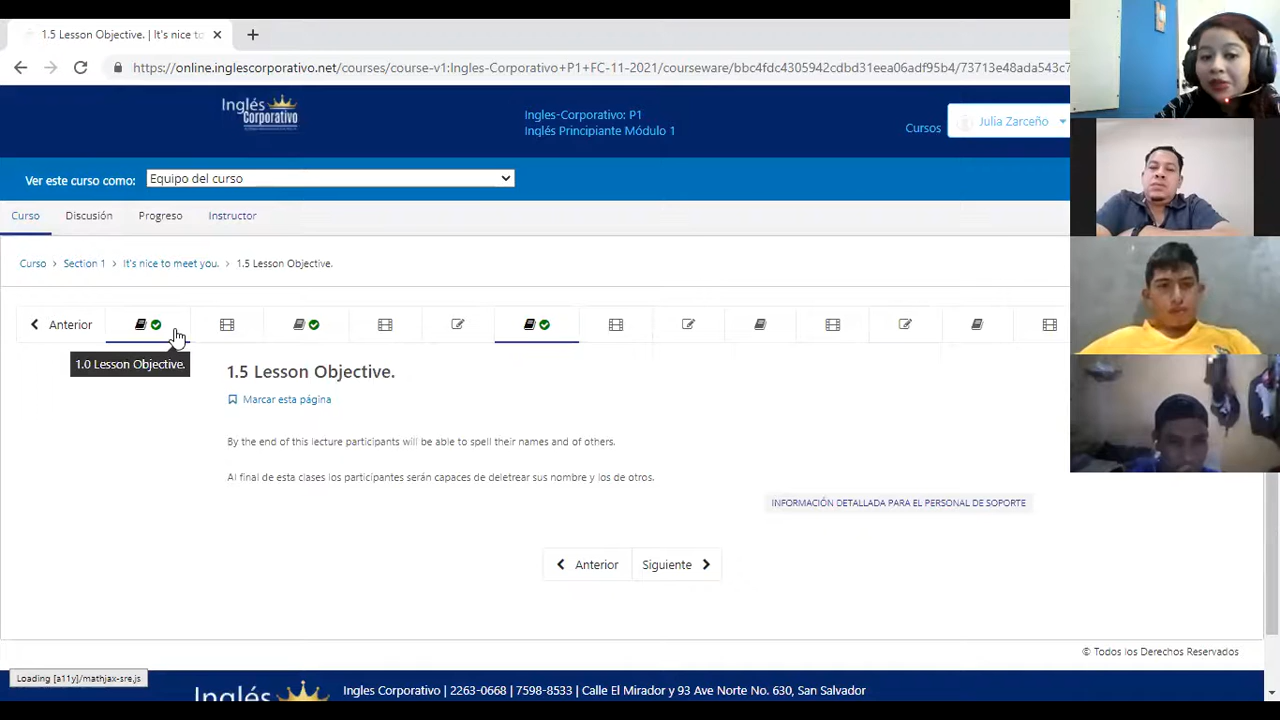 1.5 Lesson Objective. | It's nice to
https://online.inglescorporativo.net/courses/course-v1:Ingles-Corporativo+P1+FC-11-2021/courseware/bbc4fdc4305942cdbd31eea06adf95b4/73713e48ada543c7
Inglés
Corporativo
Ingles-Corporativo: P1
Inglés Principiante Módulo 1
Cursos
Julia Zarceño
Ver este curso como:
Equipo del curso
Curso
Discusión
Progreso
Instructor
Curso > Section 1 > It's nice to meet you. > 1.5 Lesson Objective.
Anterior
1.0 Lesson Objective.
1.5 Lesson Objective.
Marcar esta página
By the end of this lecture participants will be able to spell their names and of others.
Al final de esta clases los participantes serán capaces de deletrear sus nombre y los de otros.
INFORMACIÓN DETALLADA PARA EL PERSONAL DE SOPORTE
Anterior
Siguiente
© Todos los Derechos Reservados
Loading [a11y]/mathjax-sre.js
Inglés
Ingles Corporativo | 2263-0668 | 7598-8533 | Calle El Mirador y 93 Ave Norte No. 630, San Salvador